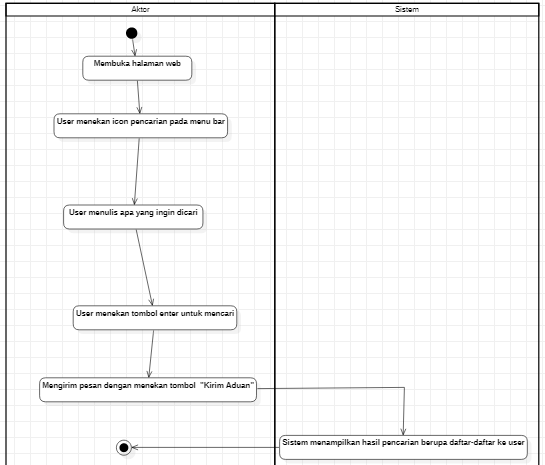 Aktor
Sistem
Membuka halaman web
User menekan icon pencarian pada menu bar
User menulis apa yang ingin dicari
User menekan tombol enter untuk mencari
Mengirim pesan dengan menekan tombol "Kirim Aduan"
Sistem menampilkan hasil pencarian berupa daftar-daftar ke user